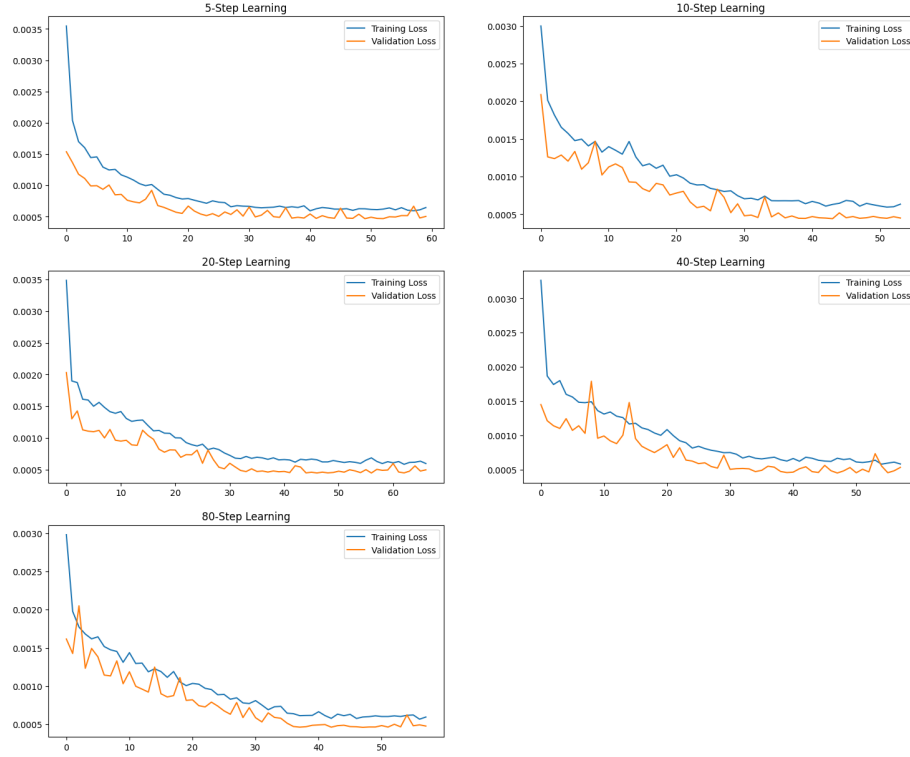 5-Step Learning
0.0035
0.0030
0.0025
0.0020
0.0015
0.0010
0.0005
Training Loss
Validation Loss
0 10 20 30 40 50 60
10-Step Learning
0.0030
0.0025
0.0020
0.0015
0.0010
0.0005
Training Loss
Validation Loss
0 10 20 30 40 50
20-Step Learning
0.0035
0.0030
0.0025
0.0020
0.0015
0.0010
0.0005
Training Loss
Validation Loss
0 10 20 30 40 50 60
40-Step Learning
0.0030
0.0025
0.0020
0.0015
0.0010
0.0005
Training Loss
Validation Loss
0 10 20 30 40 50
80-Step Learning
0.0030
0.0025
0.0020
0.0015
0.0010
0.0005
Training Loss
Validation Loss
0 10 20 30 40 50